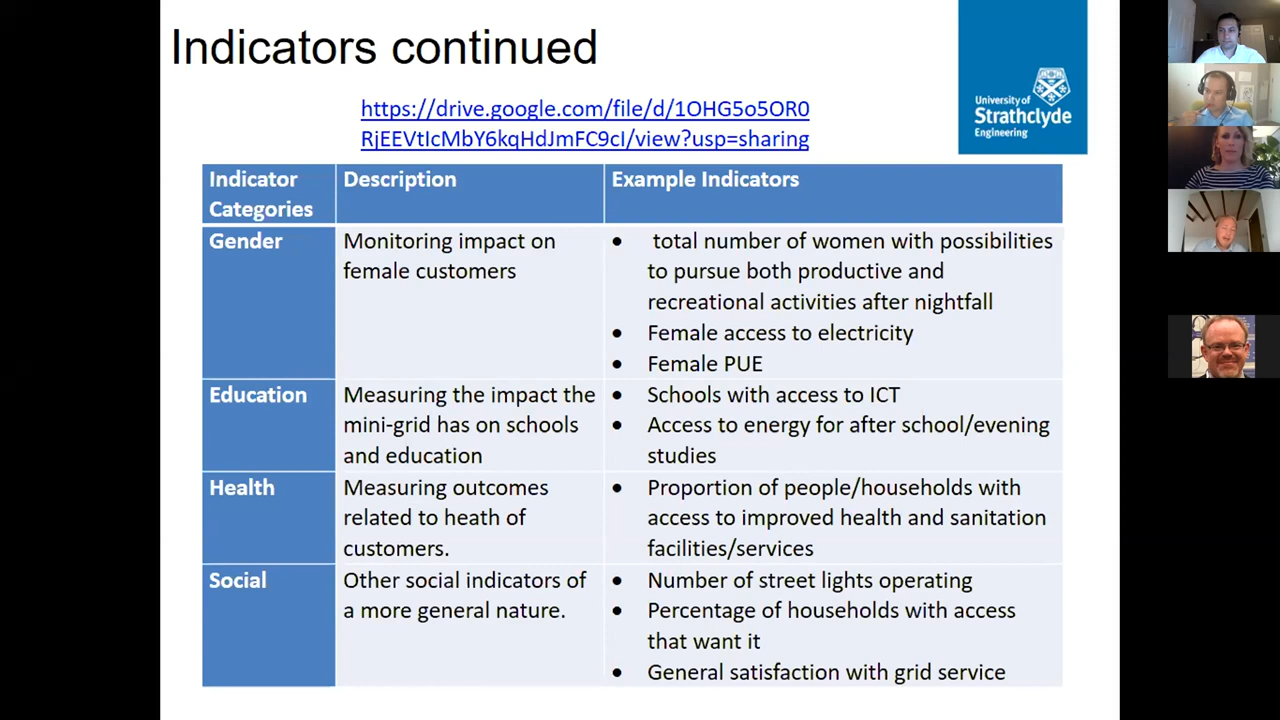 Indicators continued
https://drive.google.com/file/d/1OHG5o5OR0
RjEEVtIcMbY6kqHdJmFC9cI/view?usp=sharing
University of
Strathclyde
Engineering
Indicator
Categories
Description
Example Indicators
Gender
Monitoring impact on
female customers
• total number of women with possibilities
to pursue both productive and
recreational activities after nightfall
• Female access to electricity
• Female PUE
Education
Measuring the impact the
mini-grid has on schools
and education
• Schools with access to ICT
• Access to energy for after school/evening
studies
Health
Measuring outcomes
related to heath of
customers.
• Proportion of people/households with
access to improved health and sanitation
facilities/services
Social
Other social indicators of
a more general nature.
• Number of street lights operating
• Percentage of households with access
that want it
• General satisfaction with grid service